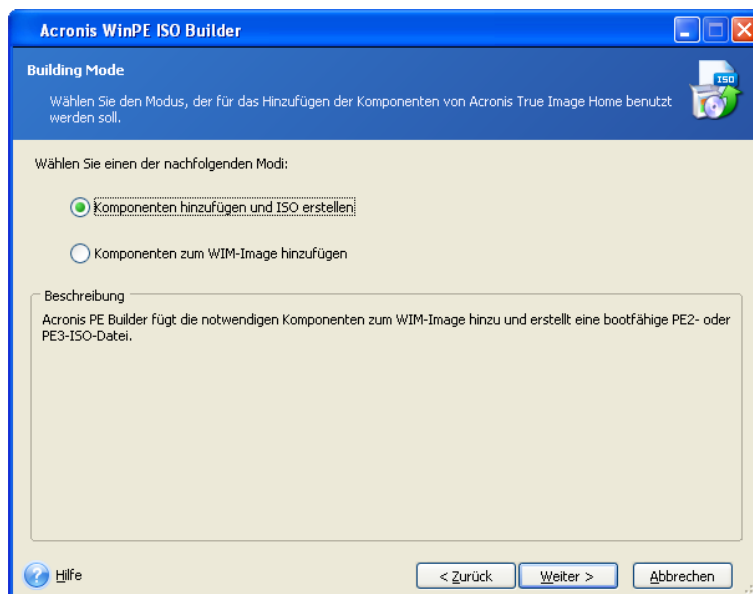 Acronis WinPE ISO Builder
Building Mode
Wählen Sie den Modus, der für das Hinzufügen der Komponenten von Acronis True Image Home benutzt
werden soll.
ISO
Wählen Sie einen der nachfolgenden Modi:
Komponenten hinzufügen und ISO erstellen
Komponenten zum WIM-Image hinzufügen
Beschreibung
Acronis PE Builder fügt die notwendigen Komponenten zum WIM-Image hinzu und erstellt eine bootfähige PE2- oder
PE3-ISO-Datei.
? Hilfe
< Zurück Weiter > Abbrechen